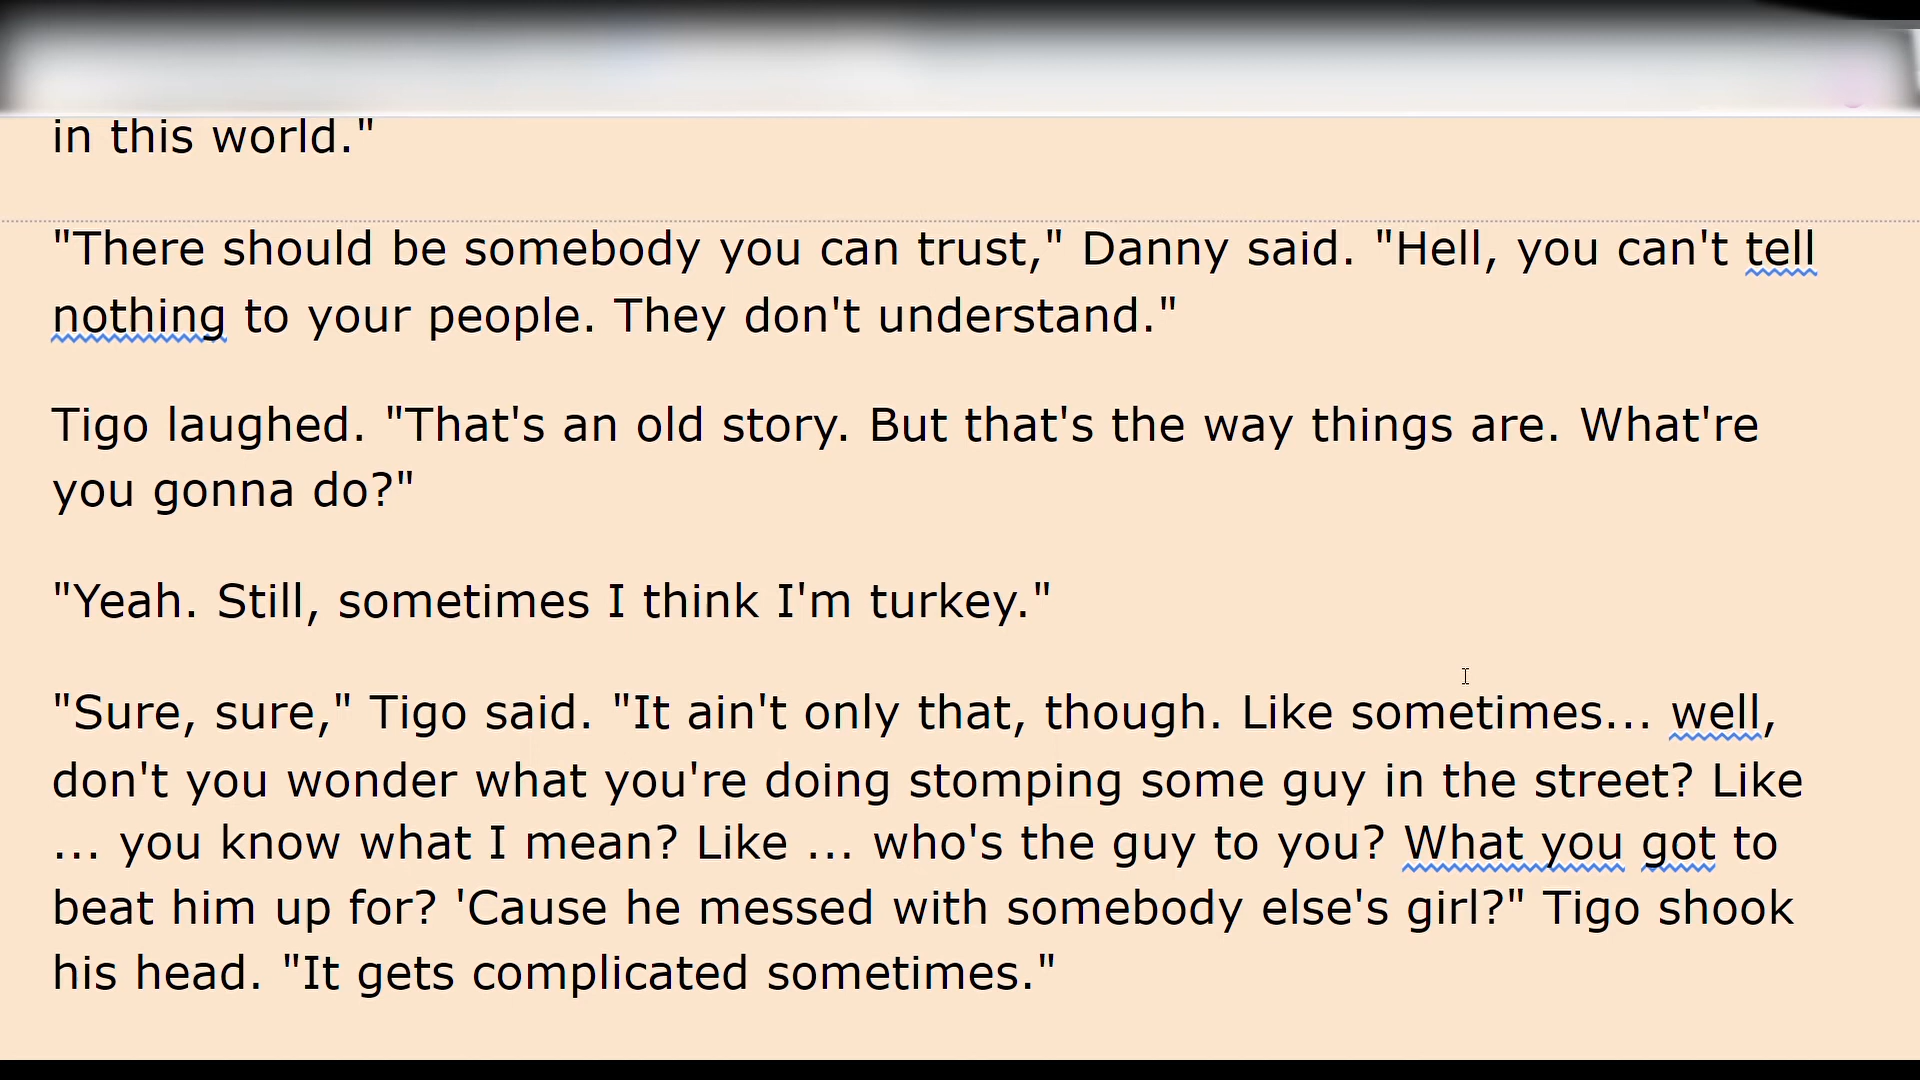 in this world."
"There should be somebody you can trust," Danny said. "Hell, you can't tell
nothing to your people. They don't understand."
Tigo laughed. "That's an old story. But that's the way things are. What're
you gonna do?"
"Yeah. Still, sometimes I think I'm turkey."
"Sure, sure," Tigo said. "It ain't only that, though. Like sometimes... well,
don't you wonder what you're doing stomping some guy in the street? Like
... you know what I mean? Like ... who's the guy to you? What you got to
beat him up for? 'Cause he messed with somebody else's girl?" Tigo shook
his head. "It gets complicated sometimes."